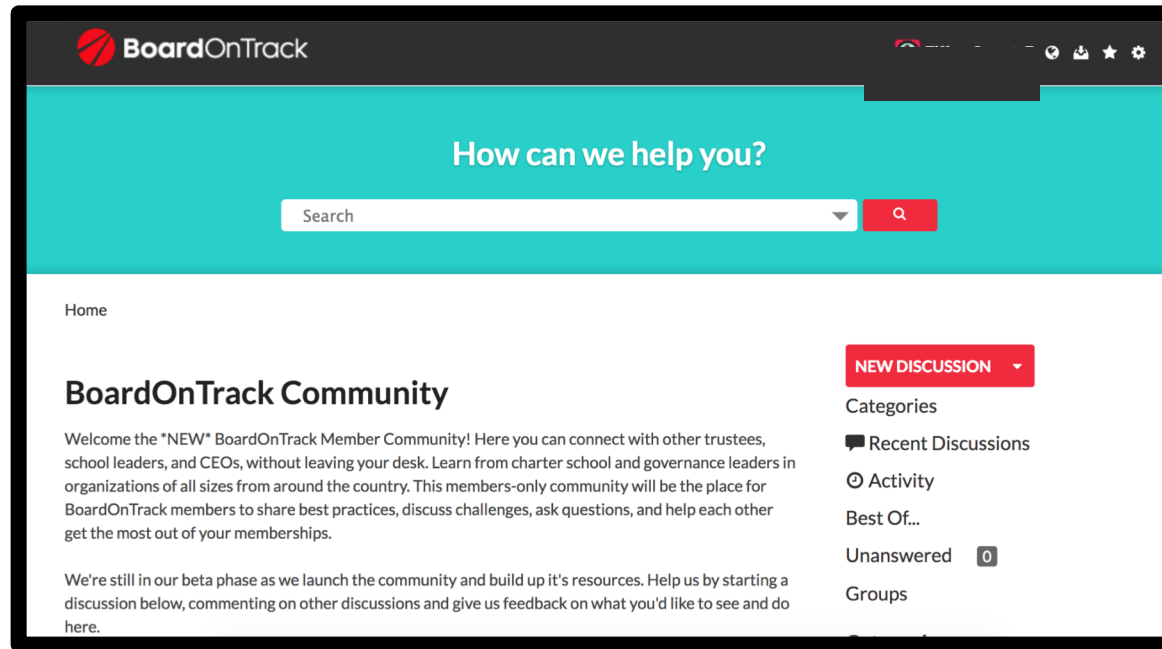 BoardOnTrack
How can we help you?
Search
Home
NEW DISCUSSION
BoardOnTrack Community
Categories
Welcome the *NEW* BoardOnTrack Member Community! Here you can connect with other trustees,
school leaders, and CEOs, without leaving your desk. Learn from charter school and governance leaders in
organizations of all sizes from around the country. This members-only community will be the place for
BoardOnTrack members to share best practices, discuss challenges, ask questions, and help each other
get the most out of your memberships.
We're still in our beta phase as we launch the community and build up it's resources. Help us by starting a
discussion below, commenting on other discussions and give us feedback on what you'd like to see and do
here.
Recent Discussions
Activity
Best Of...
Unanswered 0
Groups